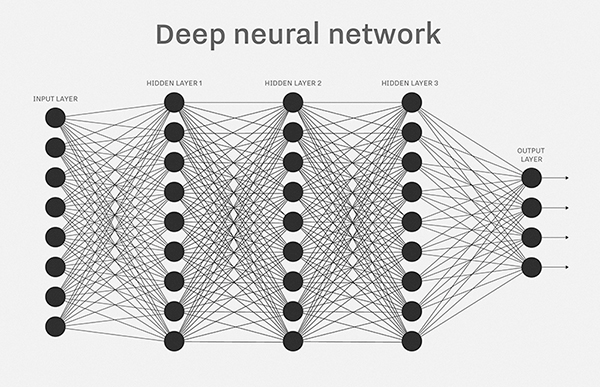 Deep neural network
INPUT LAYER
HIDDEN LAYER 1
HIDDEN LAYER 2
HIDDEN LAYER 3
OUTPUT
LAYER